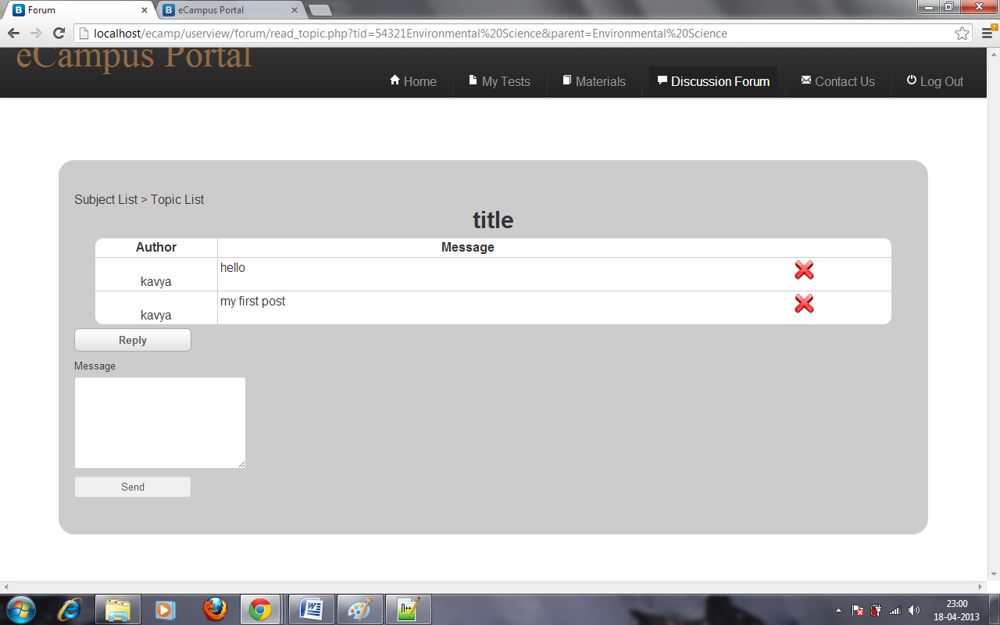 Forum
eCampus Portal
localhost/ecamp/userview/forum/read_topic.php?tid=54321Environmental%20Science&parent=Environmental%20Science
eCampus Portal
Home
My Tests
Materials
Discussion Forum
Contact Us
Log Out
Subject List > Topic List
title
Author Message
kavya hello
kavya my first post
Reply
Message
Send
23:00
18-04-2013